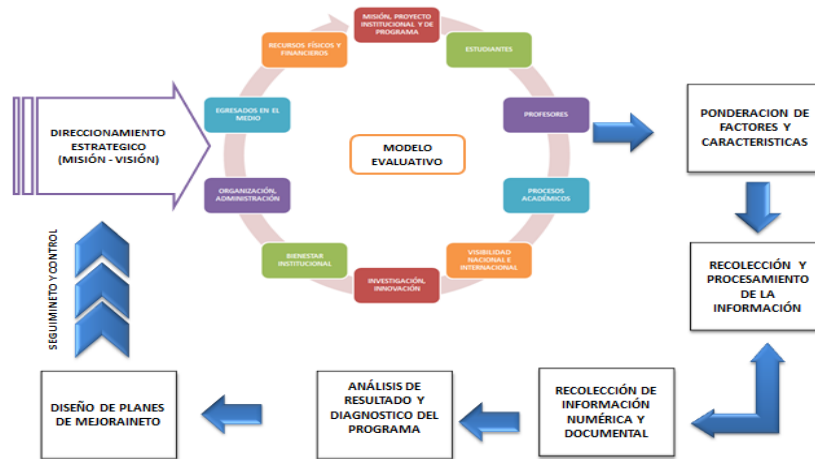 MISIÓN, PROYECTO
INSTITUCIONAL Y DE
PROGRAMA
ESTUDIANTES
PROFESORES
PROCESOS
ACADÉMICOS
VISIBILIDAD
NACIONAL E
INTERNACIONAL
INVESTIGACIÓN,
INNOVACIÓN
BIENESTAR
INSTITUCIONAL
ORGANIZACIÓN,
ADMINISTRACIÓN
EGRESADOS EN EL
MEDIO
RECURSOS FÍSICOS Y
FINANCIEROS
MODELO
EVALUATIVO
DIRECCIONAMIENTO
ESTRATEGICO
(MISIÓN - VISIÓN)
PONDERACION DE
FACTORES Y
CARACTERISTICAS
RECOLECCIÓN Y
PROCESAMIENTO
DE LA
INFORMACIÓN
RECOLECCIÓN DE
INFORMACIÓN
NUMÉRICA Y
DOCUMENTAL
ANÁLISIS DE
RESULTADO Y
DIAGNOSTICO DEL
PROGRAMA
DISEÑO DE PLANES
DE MEJORAINETO
SEGUIMINETO Y CONTROL